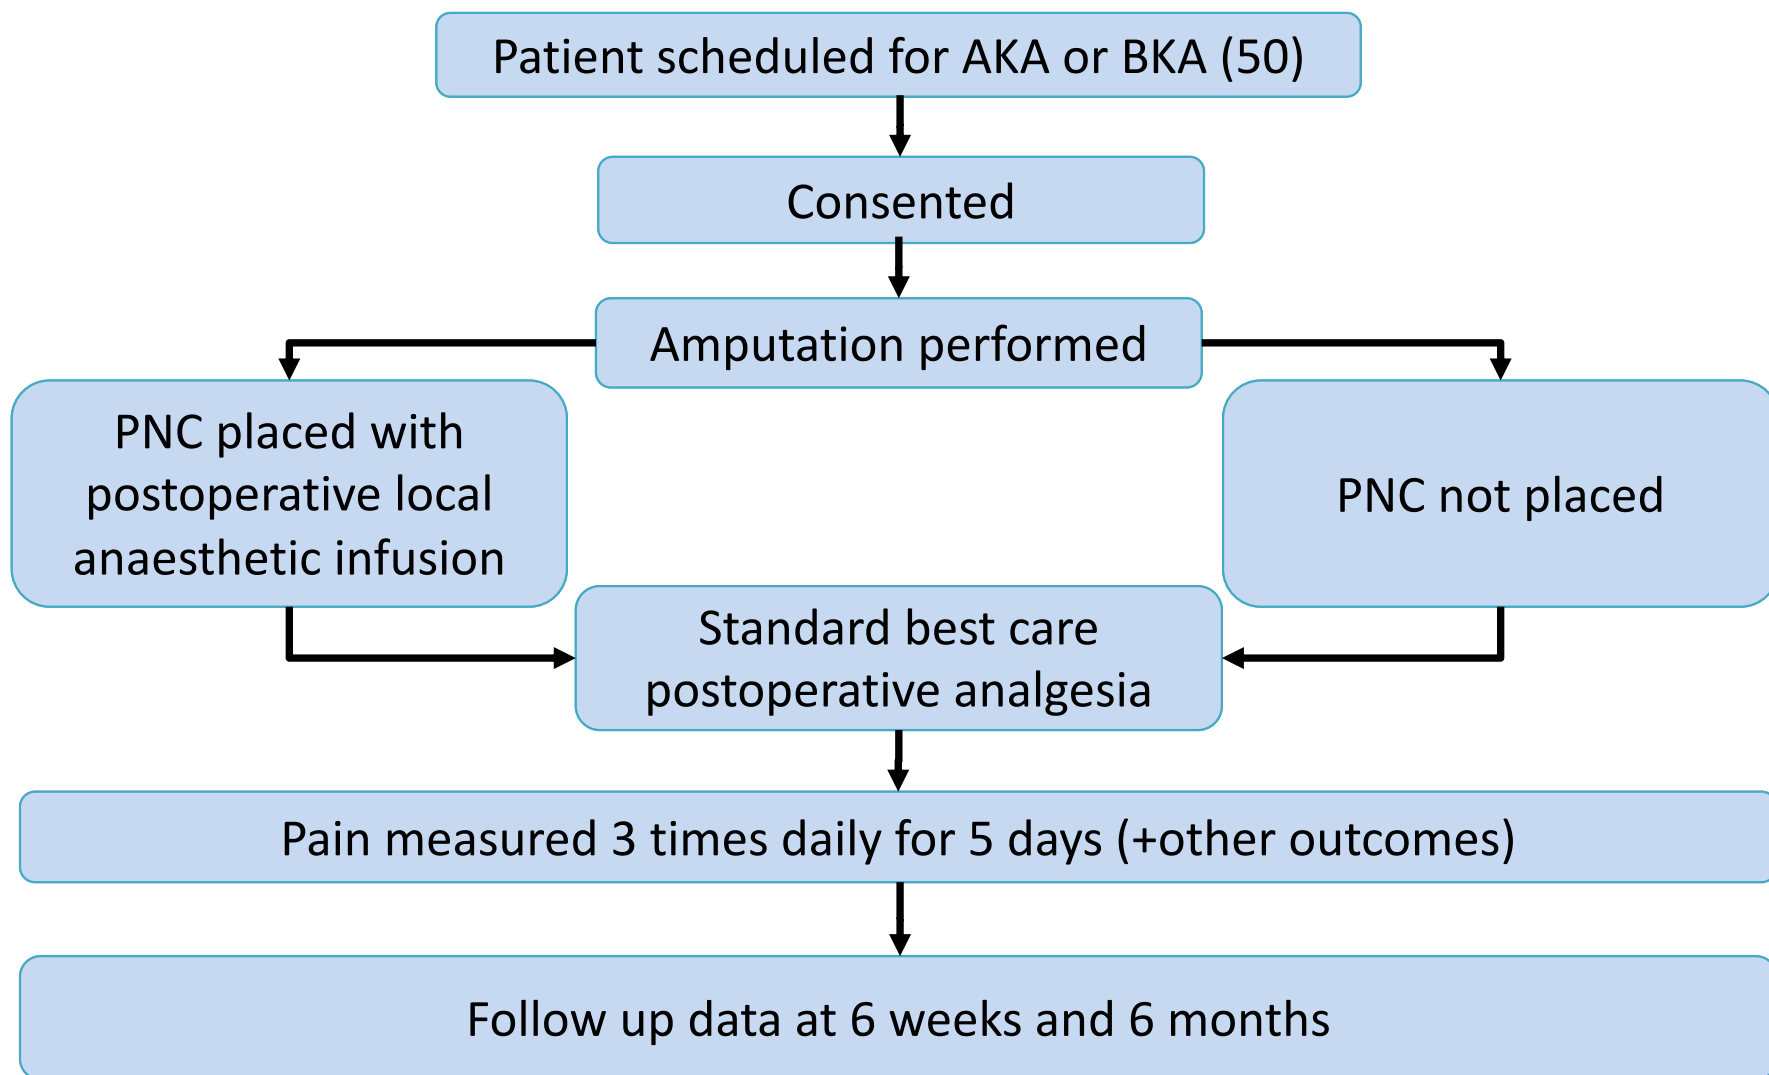 Patient scheduled for AKA or BKA (50)
Consented
Amputation performed
PNC placed with
postoperative local
anaesthetic infusion
PNC not placed
Standard best care
postoperative analgesia
Pain measured 3 times daily for 5 days (+other outcomes)
Follow up data at 6 weeks and 6 months